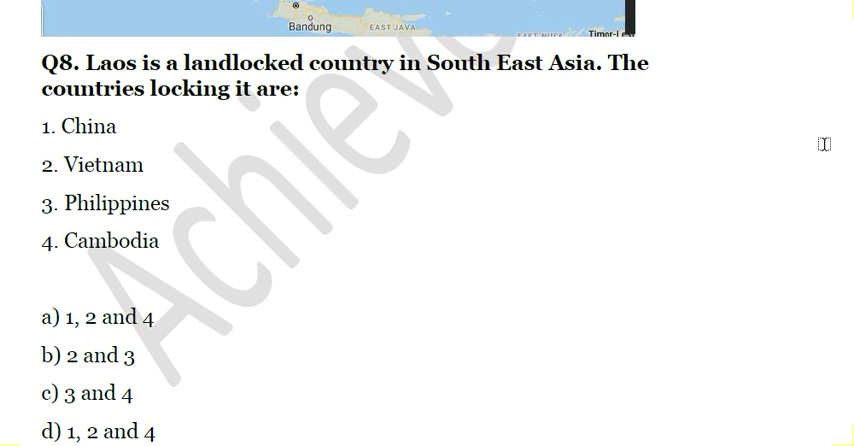 Bandung
EAST JAVA
Q8. Laos is a landlocked country in South East Asia. The
countries locking it are:
1. China
2. Vietnam
3. Philippines
4. Cambodia
a) 1, 2 and 4
b) 2 and 3
c) 3 and 4
d) 1, 2 and 4